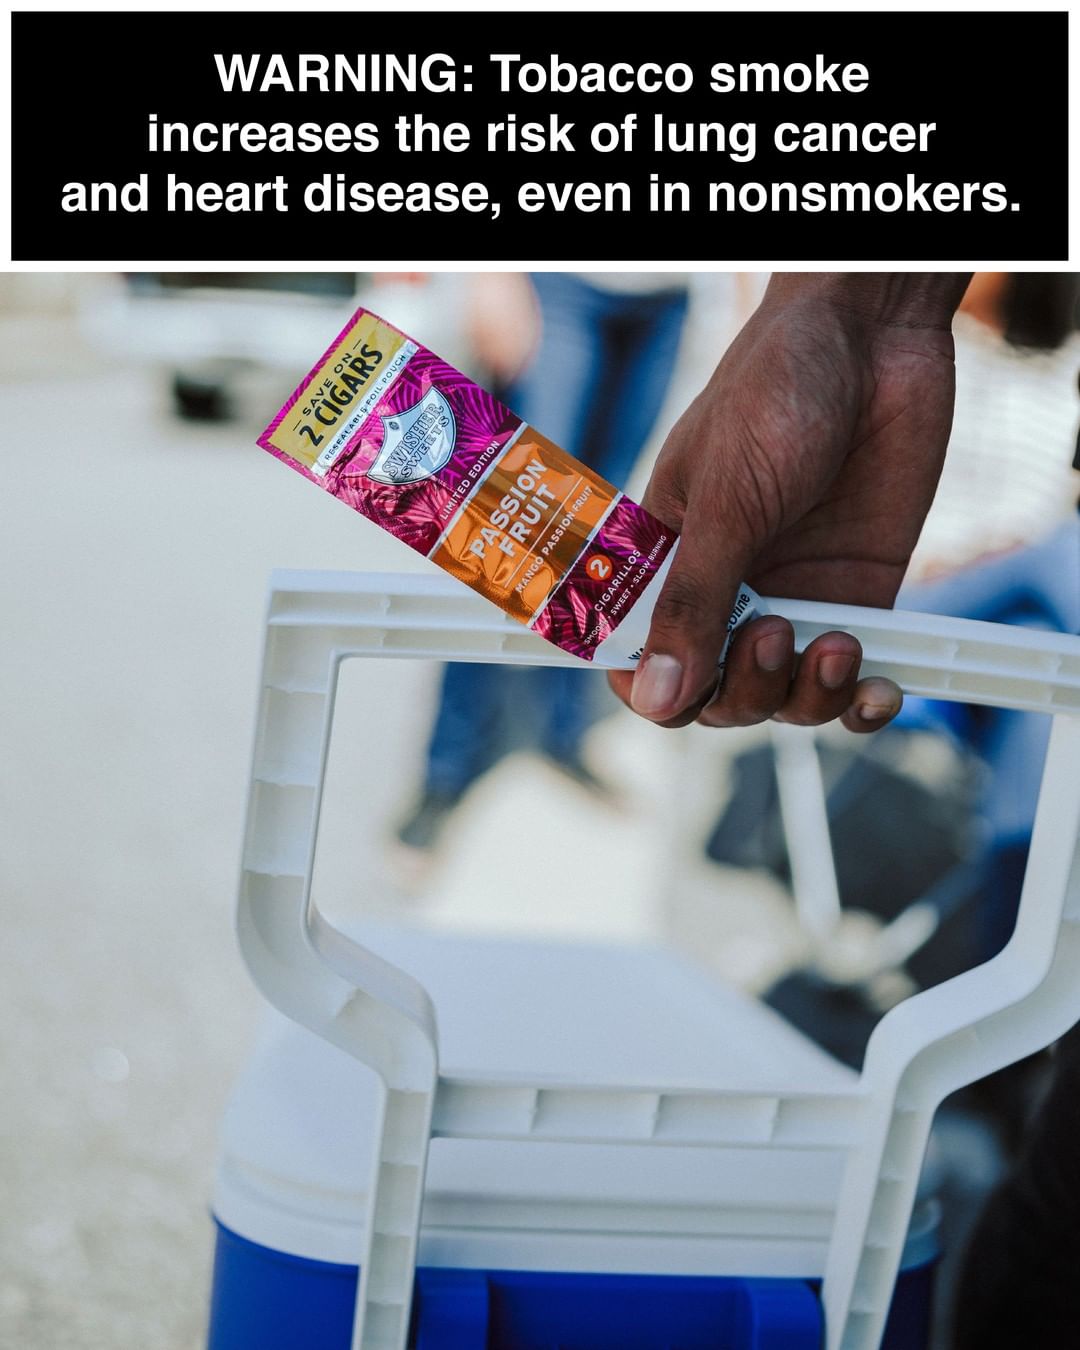 WARNING: Tobacco smoke
increases the risk of lung cancer
and heart disease, even in nonsmokers.
SAVE ON
2 CIGARS
RESEALABLE FOIL POUCH
SWISHER
SWEETS
LIMITED EDITION
PASSION
FRUIT
MANGO PASSION FRUIT
2
CIGARILLOS
SWEET • SLOW BURNING